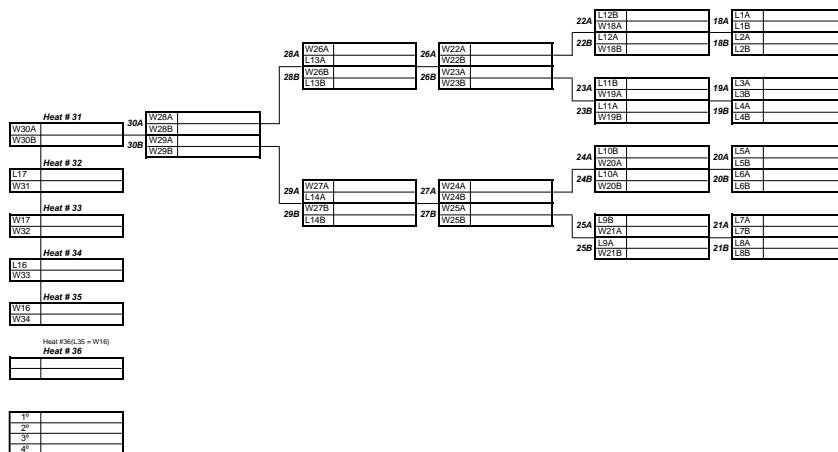 22A L12B
W18A
22B L12A
W18B
18A L1A
L1B
18B L2A
L2B
28A W26A
L13A
28B W26B
L13B
26A W22A
W22B
26B W23A
W23B
23A L11B
W19A
23B L11A
W19B
19A L3A
L3B
19B L4A
L4B
Heat # 31
W30A
W30B
30A W28A
W28B
30B W29A
W29B
Heat # 32
L17
W31
24A L10B
W20A
24B L10A
W20B
20A L5A
L5B
20B L6A
L6B
29A W27A
L14A
29B W27B
L14B
27A W24A
W24B
27B W25A
W25B
Heat # 33
W17
W32
25A L9B
W21A
25B L9A
W21B
21A L7A
L7B
21B L8A
L8B
Heat # 34
L16
W33
Heat # 35
W16
W34
Heat #36(L35 = W16)
Heat # 36
1º
2º
3º
4º